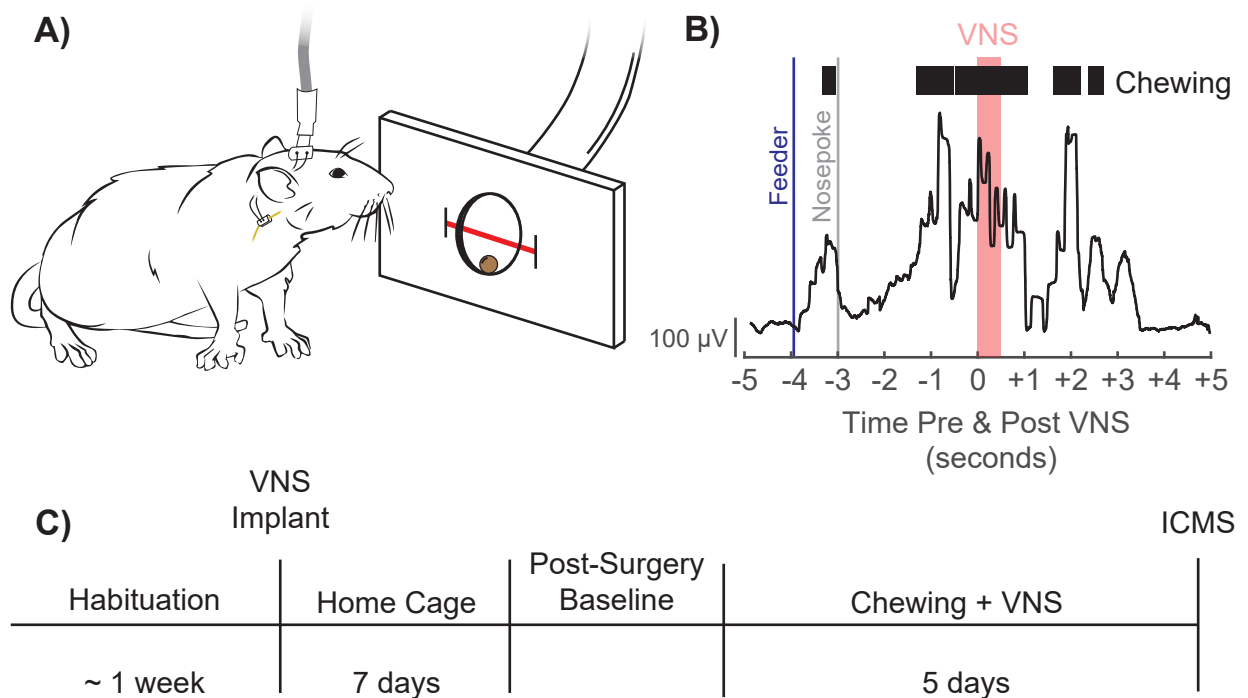 A)
B)
VNS
Chewing
Feeder
Nosepoke
100 µV
-5 -4 -3 -2 -1 0 +1 +2 +3 +4 +5
Time Pre & Post VNS
(seconds)
C)
VNS
Implant
ICMS
Habituation
Home Cage
Post-Surgery
Baseline
Chewing + VNS
~ 1 week
7 days
5 days